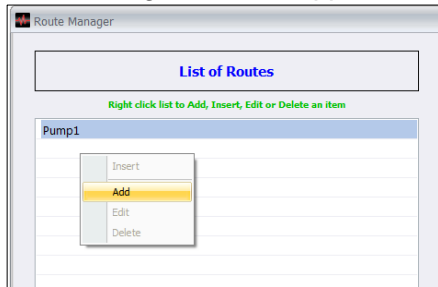 Route Manager
List of Routes
Right click list to Add, Insert, Edit or Delete an item
Pump1
Insert
Add
Edit
Delete